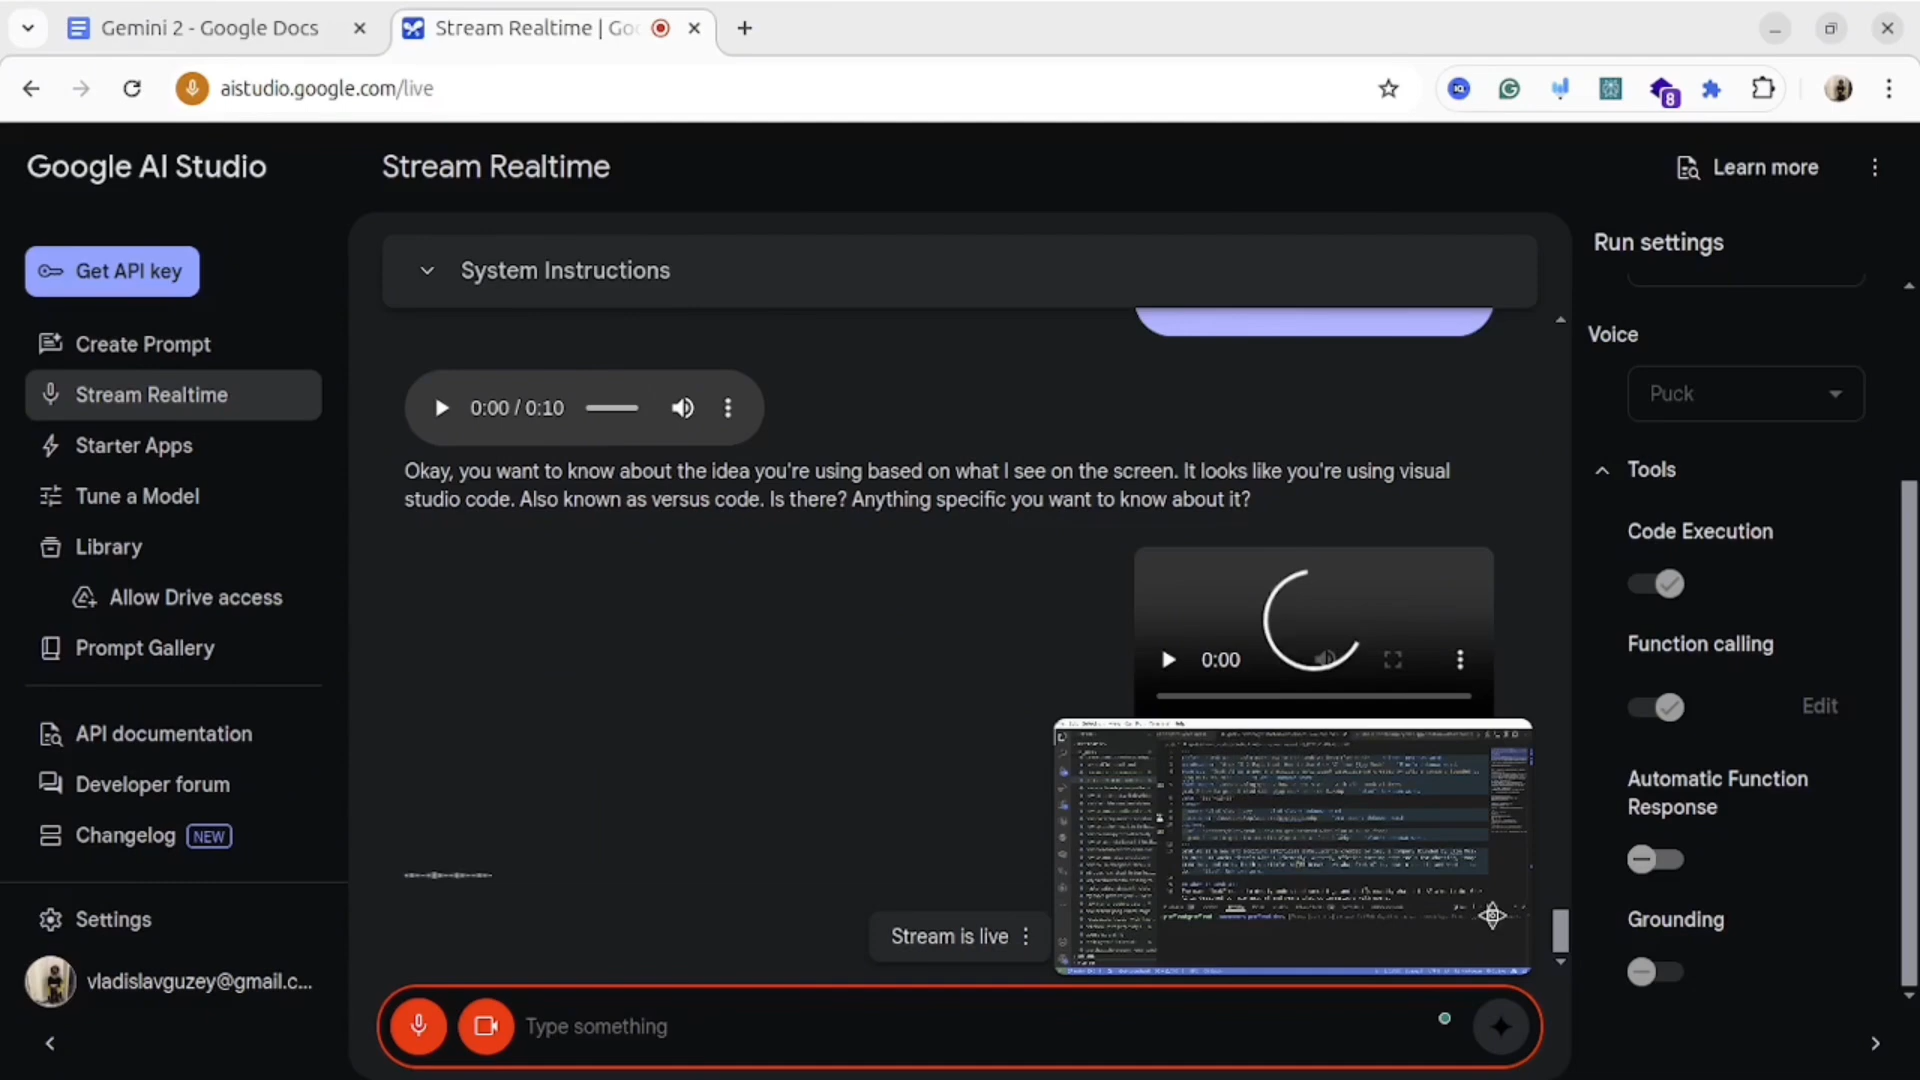 Gemini 2 - Google Docs
Stream Realtime | Goo
aistudio.google.com/live
8
Google AI Studio
Stream Realtime
Learn more
Get API key
Create Prompt
Stream Realtime
Starter Apps
Tune a Model
Library
Allow Drive access
Prompt Gallery
API documentation
Developer forum
Changelog NEW
Settings
vladislavguzey@gmail.c...
System Instructions
0:00 / 0:10
Okay, you want to know about the idea you're using based on what I see on the screen. It looks like you're using visual
studio code. Also known as versus code. Is there? Anything specific you want to know about it?
0:00
Stream is live
Type something
Run settings
Voice
Puck
Tools
Code Execution
Function calling
Edit
Automatic Function
Response
Grounding